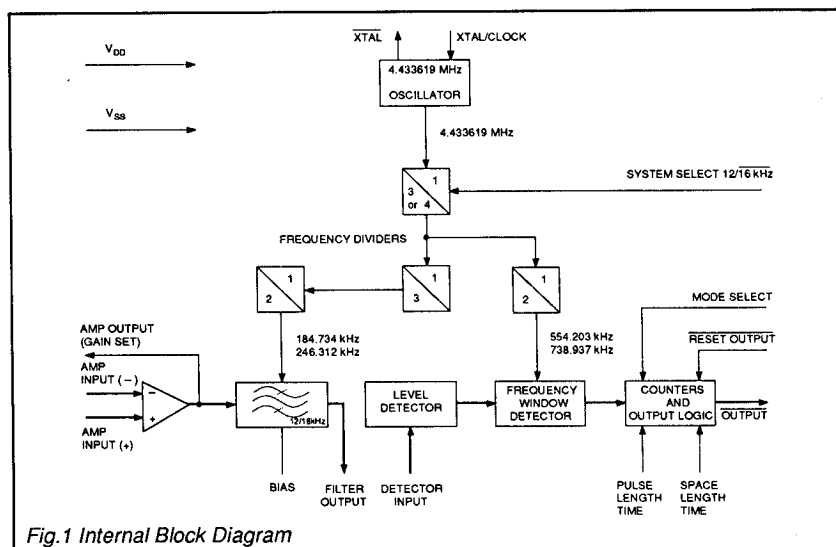 XTAL
XTAL/CLOCK
VDD
4.433619 MHz
OSCILLATOR
VSS
4.433619 MHz
1
3
or 4
SYSTEM SELECT 12/16 kHz
FREQUENCY DIVIDERS
1
2
1
3
1
2
MODE SELECT
AMP OUTPUT
(GAIN SET)
184.734 kHz
246.312 kHz
554.203 kHz
738.937 kHz
RESET OUTPUT
AMP
INPUT (−)
−
+
AMP
INPUT (+)
12/16kHz
LEVEL
DETECTOR
FREQUENCY
WINDOW
DETECTOR
COUNTERS
AND
OUTPUT LOGIC
OUTPUT
BIAS
FILTER
OUTPUT
DETECTOR
INPUT
PULSE
LENGTH
TIME
SPACE
LENGTH
TIME
Fig.1 Internal Block Diagram